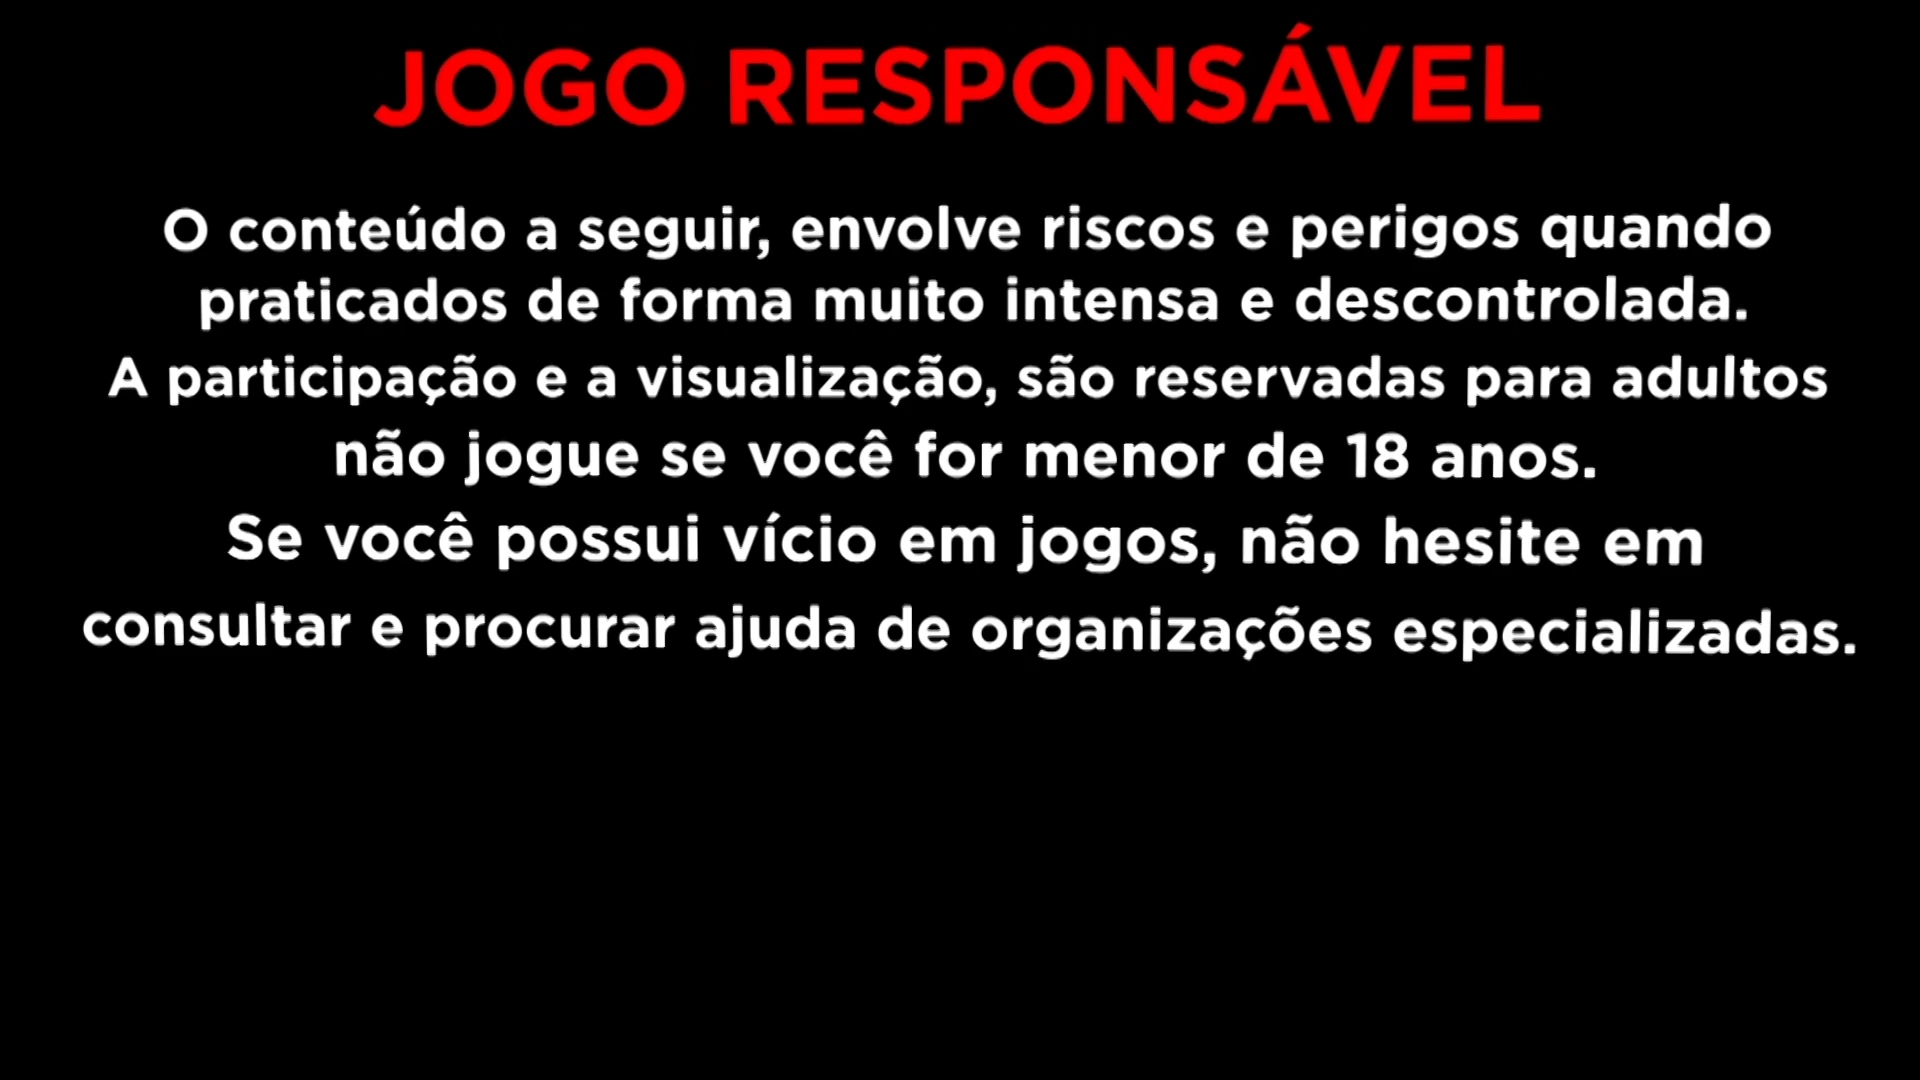 JOGO RESPONSÁVEL
O conteúdo a seguir, envolve riscos e perigos quando
praticados de forma muito intensa e descontrolada.
A participação e a visualização, são reservadas para adultos
não jogue se você for menor de 18 anos.
Se você possui vício em jogos, não hesite em
consultar e procurar ajuda de organizações especializadas.